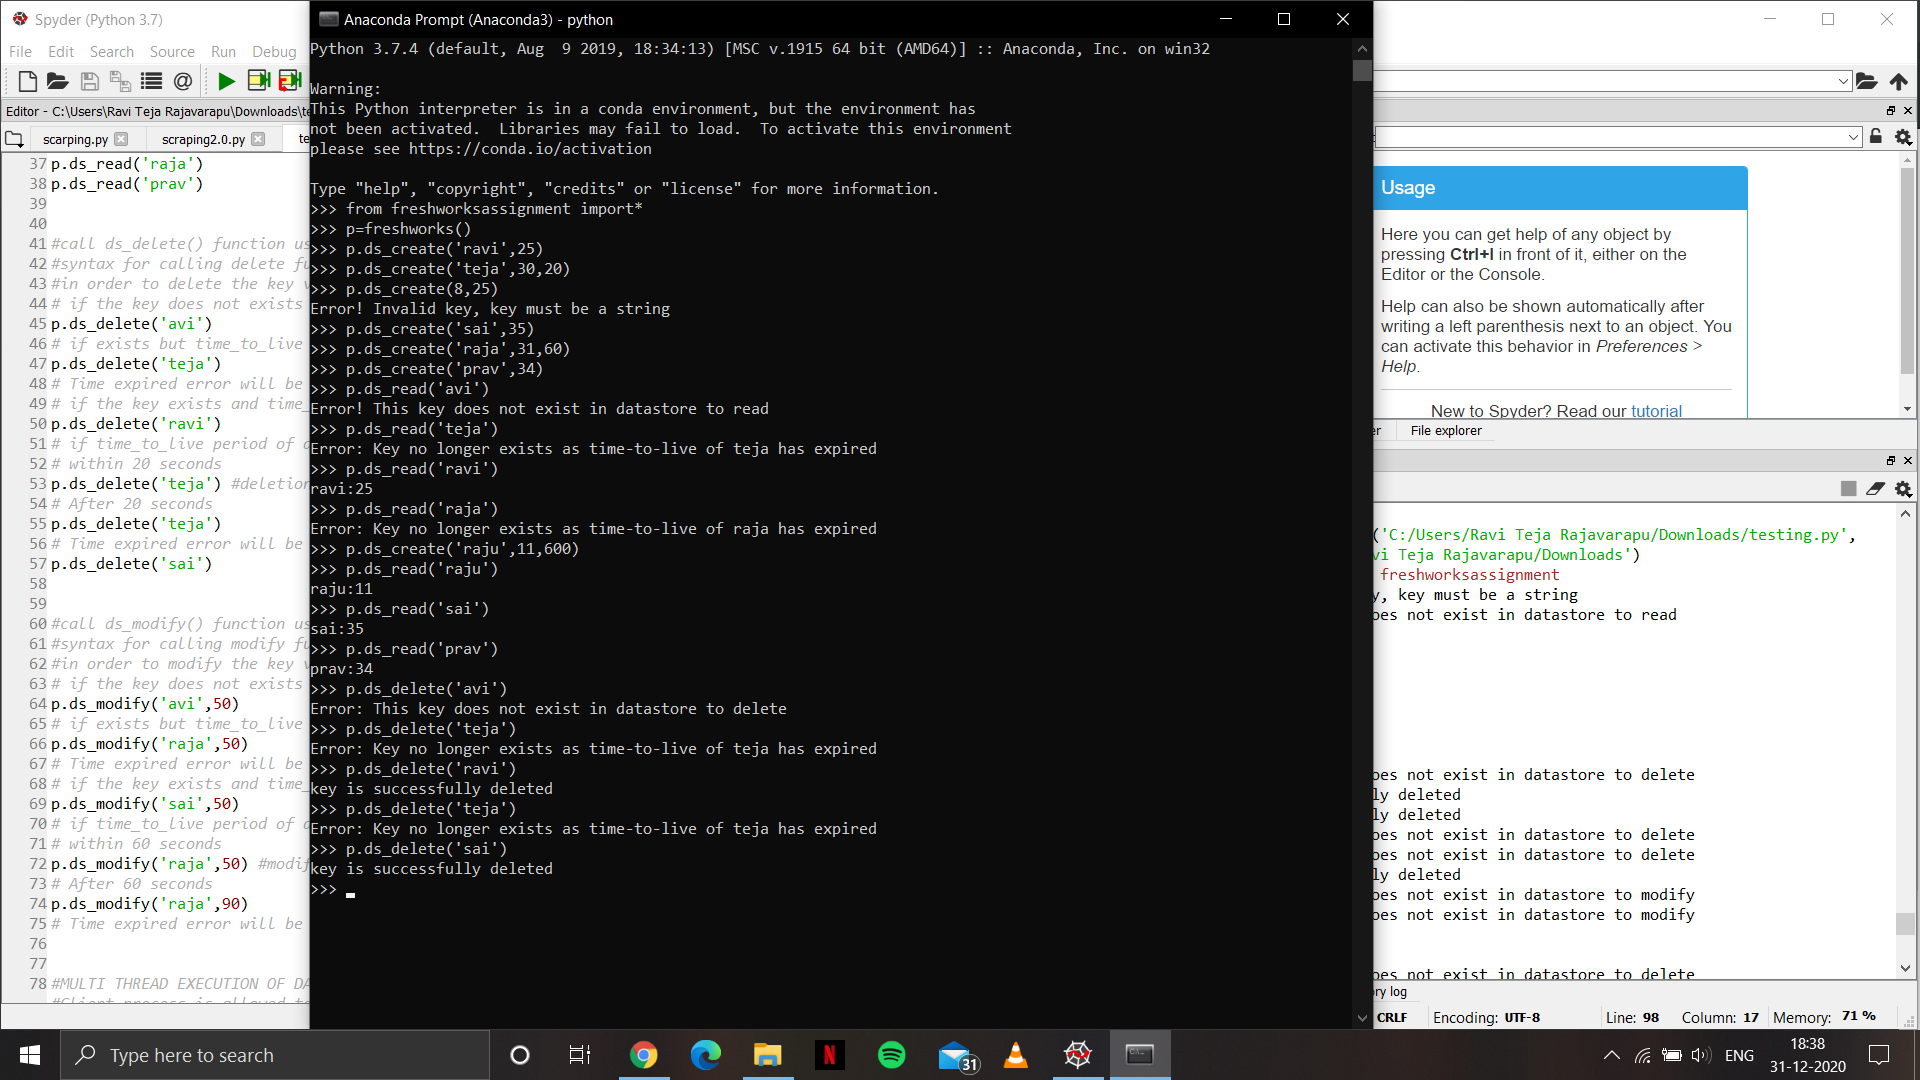 Spyder (Python 3.7)
File Edit Search Source Run Debug
Editor - C:\Users\Ravi Teja Rajavarapu\Downloads\te
scarping.py
scraping2.0.py
te
37 p.ds_read('raja')
38 p.ds_read('prav')
39
40
41 #call ds_delete() function us
42 #syntax for calling delete fu
43 #in order to delete the key v
44 # if the key does not exists
45 p.ds_delete('avi')
46 # if exists but time_to_live
47 p.ds_delete('teja')
48 # Time expired error will be
49 # if the key exists and time_
50 p.ds_delete('ravi')
51 # if time_to_live period of
52 # within 20 seconds
53 p.ds_delete('teja') #deletion
54 # After 20 seconds
55 p.ds_delete('teja')
56 # Time expired error will be
57 p.ds_delete('sai')
58
59
60 #call ds_modify() function us
61 #syntax for calling modify fu
62 #in order to modify the key v
63 # if the key does not exists
64 p.ds_modify('avi',50)
65 # if exists but time_to_live
66 p.ds_modify('raja',50)
67 # Time expired error will be
68 # if the key exists and time_
69 p.ds_modify('sai',50)
70 # if time_to_live period of
71 # within 60 seconds
72 p.ds_modify('raja',50) #modif
73 # After 60 seconds
74 p.ds_modify('raja',90)
75 # Time expired error will be
76
77
78 #MULTI THREAD EXECUTION OF DA
#Client process is allowed to
Anaconda Prompt (Anaconda3) - python
Python 3.7.4 (default, Aug  9 2019, 18:34:13) [MSC v.1915 64 bit (AMD64)] :: Anaconda, Inc. on win32
Warning:
This Python interpreter is in a conda environment, but the environment has
not been activated.  Libraries may fail to load.  To activate this environment
please see https://conda.io/activation
Type "help", "copyright", "credits" or "license" for more information.
>>> from freshworksassignment import*
>>> p=freshworks()
>>> p.ds_create('ravi',25)
>>> p.ds_create('teja',30,20)
>>> p.ds_create(8,25)
Error! Invalid key, key must be a string
>>> p.ds_create('sai',35)
>>> p.ds_create('raja',31,60)
>>> p.ds_create('prav',34)
>>> p.ds_read('avi')
Error! This key does not exist in datastore to read
>>> p.ds_read('teja')
Error: Key no longer exists as time-to-live of teja has expired
>>> p.ds_read('ravi')
ravi:25
>>> p.ds_read('raja')
Error: Key no longer exists as time-to-live of raja has expired
>>> p.ds_create('raju',11,600)
>>> p.ds_read('raju')
raju:11
>>> p.ds_read('sai')
sai:35
>>> p.ds_read('prav')
prav:34
>>> p.ds_delete('avi')
Error: This key does not exist in datastore to delete
>>> p.ds_delete('teja')
Error: Key no longer exists as time-to-live of teja has expired
>>> p.ds_delete('ravi')
key is successfully deleted
>>> p.ds_delete('teja')
Error: Key no longer exists as time-to-live of teja has expired
>>> p.ds_delete('sai')
key is successfully deleted
>>>
Usage
Here you can get help of any object by
pressing Ctrl+I in front of it, either on the
Editor or the Console.
Help can also be shown automatically after
writing a left parenthesis next to an object. You
can activate this behavior in Preferences >
Help.
New to Spyder? Read our tutorial
er
File explorer
('C:/Users/Ravi Teja Rajavarapu/Downloads/testing.py',
vi Teja Rajavarapu/Downloads')
freshworksassignment
y, key must be a string
oes not exist in datastore to read
oes not exist in datastore to delete
ly deleted
ly deleted
oes not exist in datastore to delete
oes not exist in datastore to delete
ly deleted
oes not exist in datastore to modify
oes not exist in datastore to modify
oes not exist in datastore to delete
ry log
CRLF Encoding: UTF-8 Line: 98 Column: 17 Memory: 71 %
Type here to search
N
31
ENG
18:38
31-12-2020